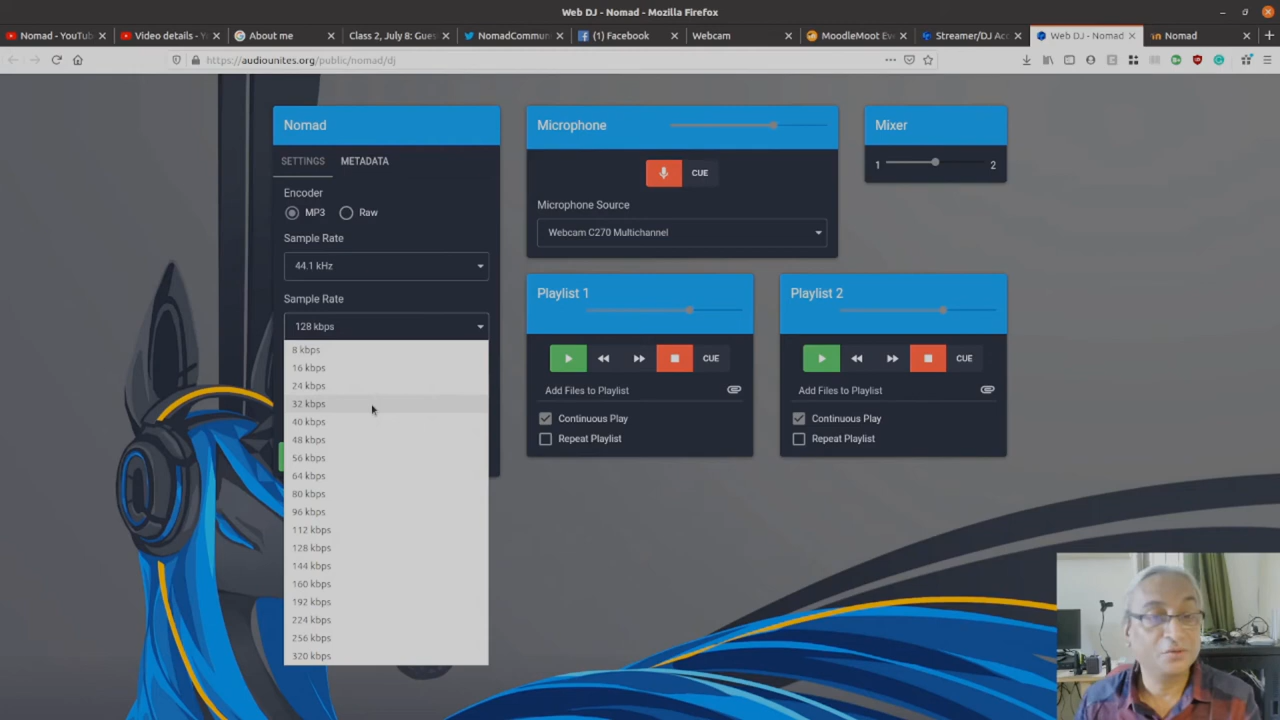 Web DJ - Nomad - Mozilla Firefox
Nomad - YouTub
Video details - Yo
About me
Class 2, July 8: Gues
NomadCommun
(1) Facebook
Webcam
MoodleMoot Eve
Streamer/DJ Acc
Web DJ - Nomad
Nomad
https://audiounites.org/public/nomad/dj
Nomad
SETTINGS
METADATA
Encoder
MP3
Raw
Sample Rate
44.1 kHz
Sample Rate
128 kbps
8 kbps
16 kbps
24 kbps
32 kbps
40 kbps
48 kbps
56 kbps
64 kbps
80 kbps
96 kbps
112 kbps
128 kbps
144 kbps
160 kbps
192 kbps
224 kbps
256 kbps
320 kbps
Microphone
CUE
Microphone Source
Webcam C270 Multichannel
Mixer
1
2
Playlist 1
CUE
Add Files to Playlist
Continuous Play
Repeat Playlist
Playlist 2
CUE
Add Files to Playlist
Continuous Play
Repeat Playlist